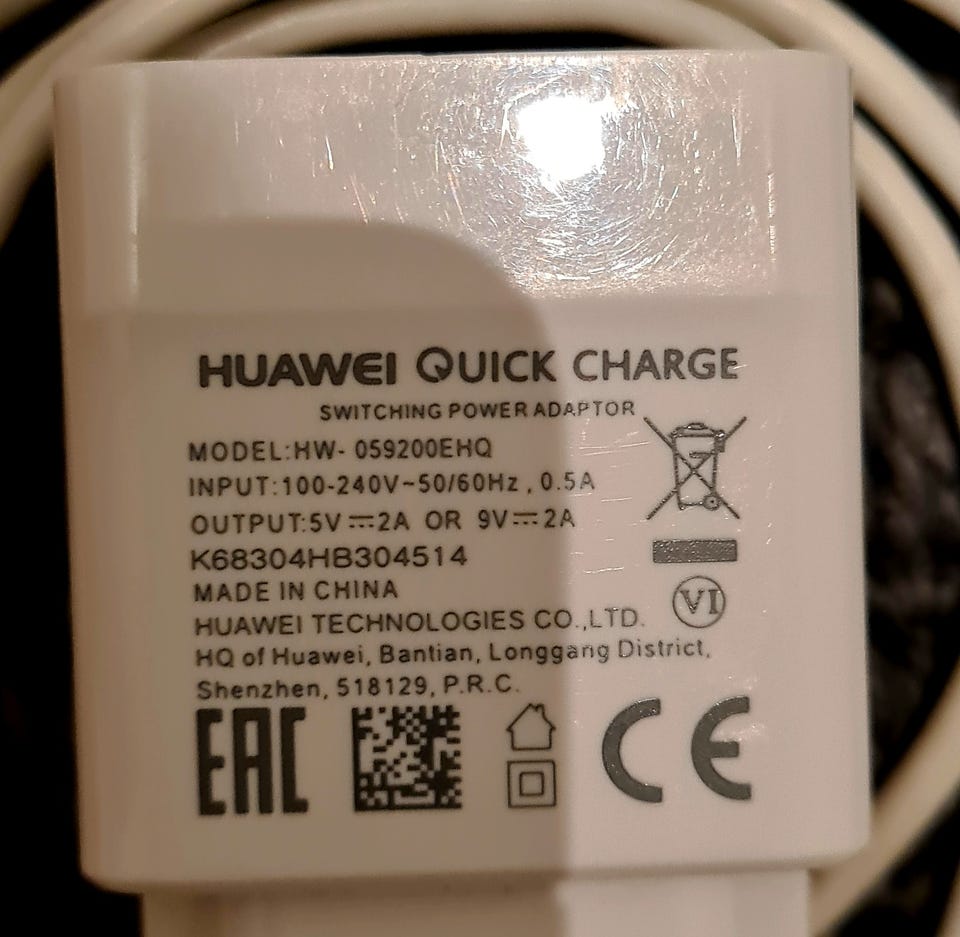 HUAWEI QUICK CHARGE
SWITCHING POWER ADAPTOR
MODEL:HW- 059200EHQ
INPUT:100-240V~50/60Hz , 0.5A
OUTPUT:5V⎓2A OR 9V⎓2A
K68304HB304514
MADE IN CHINA
HUAWEI TECHNOLOGIES CO.,LTD.
VI
HQ of Huawei, Bantian, Longgang District,
Shenzhen, 518129, P.R.C.
EAC
CE